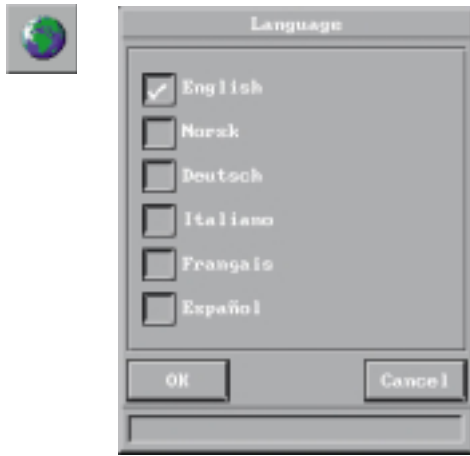 Language
English
Norsk
Deutsch
Italiano
Français
Español
OK
Cancel